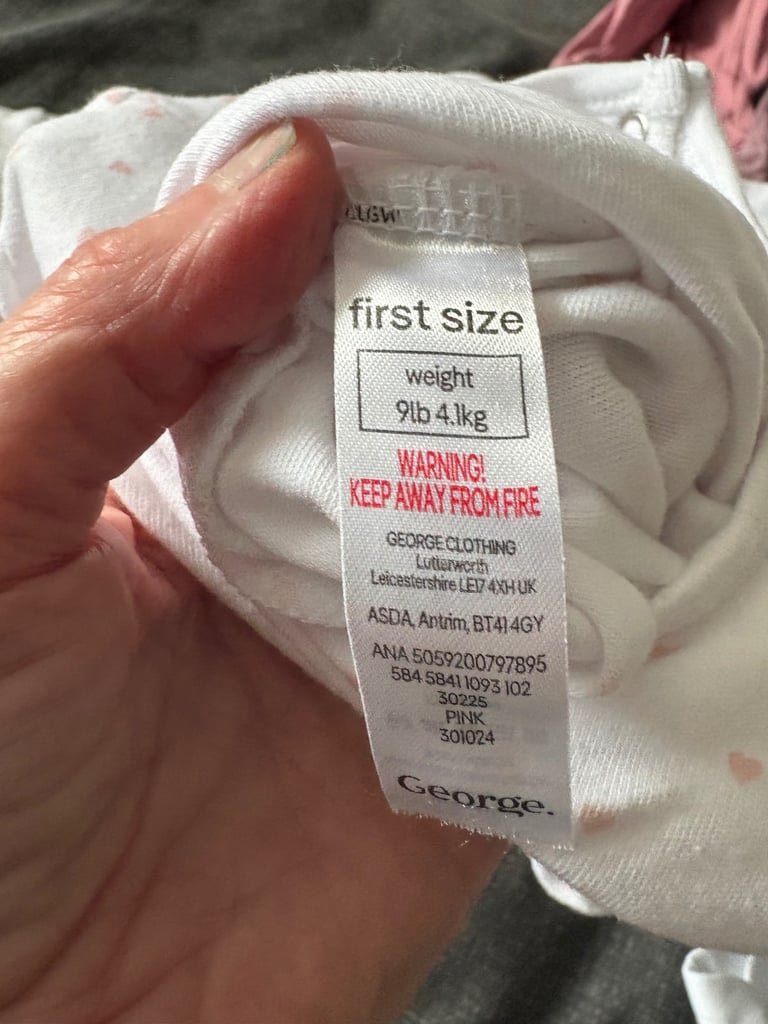 first size
weight
9lb 4.1kg
WARNING!
KEEP AWAY FROM FIRE
GEORGE CLOTHING
Lutterworth
Leicestershire LE17 4XH UK
ASDA, Antrim, BT41 4GY
ANA 5059200797895
584 5841 1093 102
30225
PINK
301024
George.